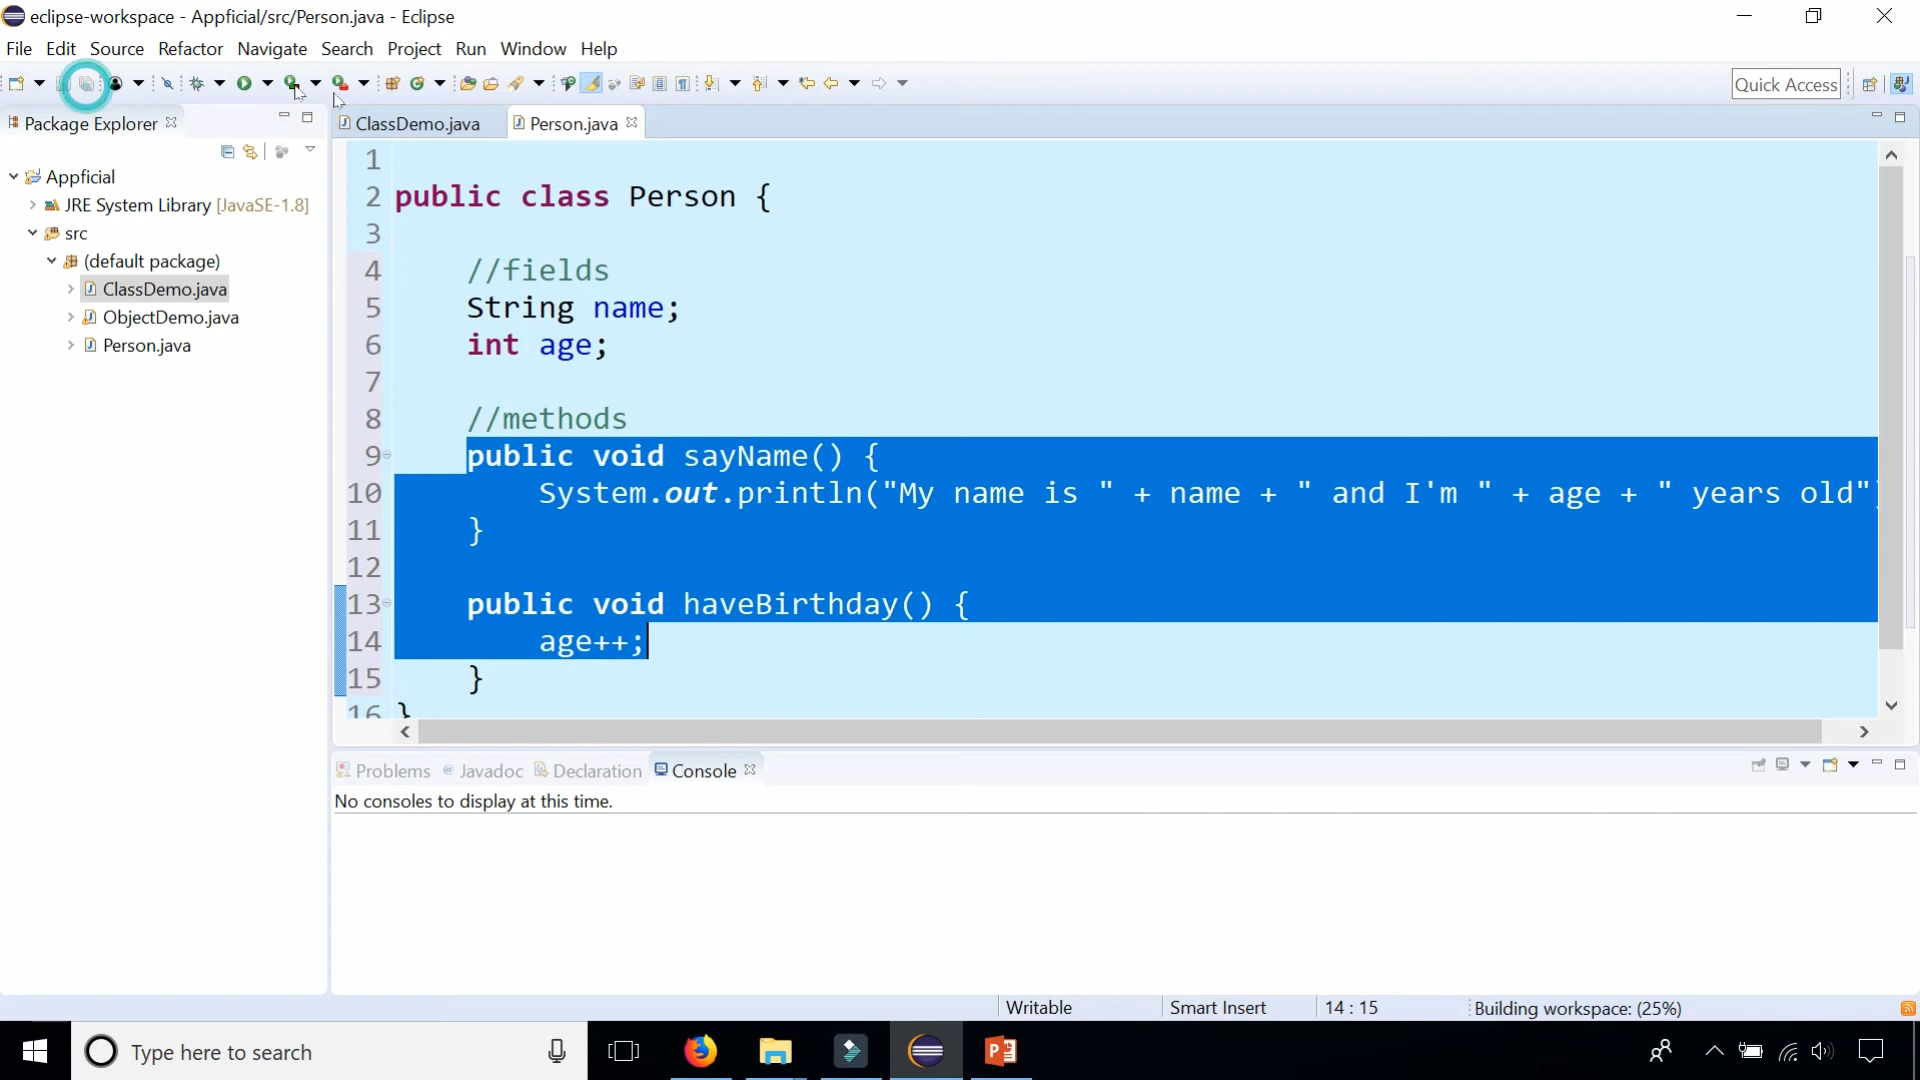 eclipse-workspace - Appficial/src/Person.java - Eclipse
File Edit Source Refactor Navigate Search Project Run Window Help
Quick Access
Package Explorer
Appficial
JRE System Library [JavaSE-1.8]
src
(default package)
ClassDemo.java
ObjectDemo.java
Person.java
ClassDemo.java Person.java
1
2 public class Person {
3
4 //fields
5 String name;
6 int age;
7
8 //methods
9 public void sayName() {
10 System.out.println("My name is " + name + " and I'm " + age + " years old"
11 }
12
13 public void haveBirthday() {
14 age++;
15 }
16 }
Problems Javadoc Declaration Console
No consoles to display at this time.
Writable Smart Insert 14 : 15 Building workspace: (25%)
Type here to search